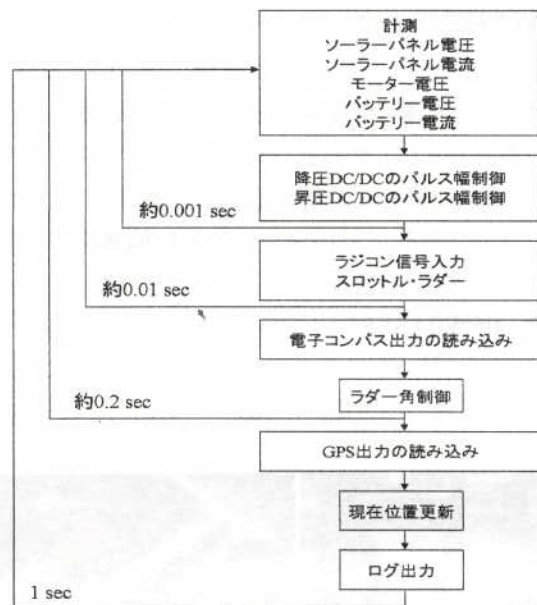 計測
ソーラーパネル電圧
ソーラーパネル電流
モーター電圧
バッテリー電圧
バッテリー電流
降圧DC/DCのパルス幅制御
昇圧DC/DCのパルス幅制御
約0.001 sec
ラジコン信号入力
スロットル・ラダー
約0.01 sec
電子コンパス出力の読み込み
ラダー角制御
約0.2 sec
GPS出力の読み込み
現在位置更新
ログ出力
1 sec